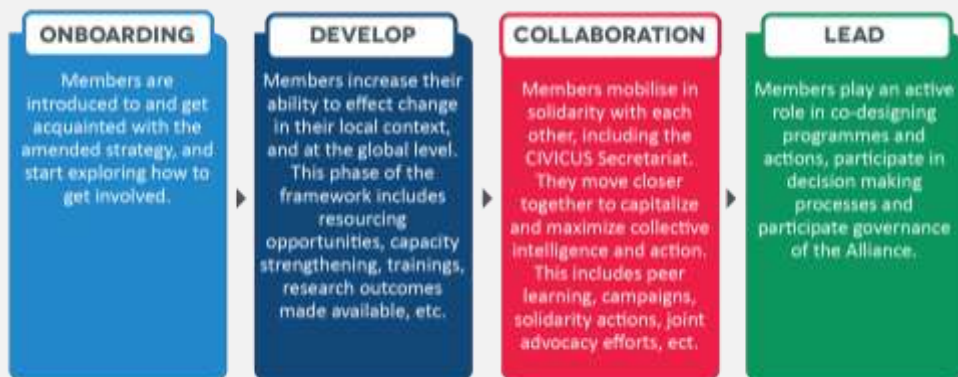 ONBOARDING
Members are
introduced to and get
acquainted with the
amended strategy, and
start exploring how to
get involved.
DEVELOP
Members increase their
ability to effect change
in their local context,
and at the global level.
This phase of the
framework includes
resourcing
opportunities, capacity
strengthening, trainings,
research outcomes
made available, etc.
COLLABORATION
Members mobilise in
solidarity with each
other, including the
CIVICUS Secretariat.
They move closer
together to capitalize
and maximize collective
intelligence and action.
This includes peer
learning, campaigns,
solidarity actions, joint
advocacy efforts, ect.
LEAD
Members play an active
role in co-designing
programmes and
actions, participate in
decision making
processes and
participate governance
of the Alliance.